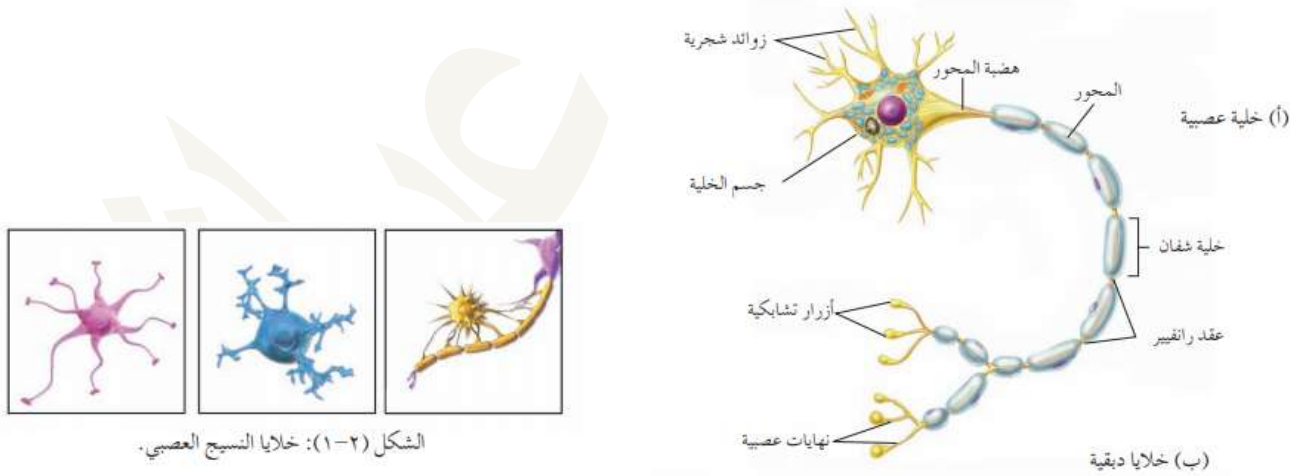 زوائد شجرية
هضبة المحور
المحور
(أ) خلية عصبية
جسم الخلية
خلية شفان
أزرار تشابكية
عقد رانفيير
نهايات عصبية
(ب) خلايا دبقية
الشكل (٢-١): خلايا النسيج العصبي.